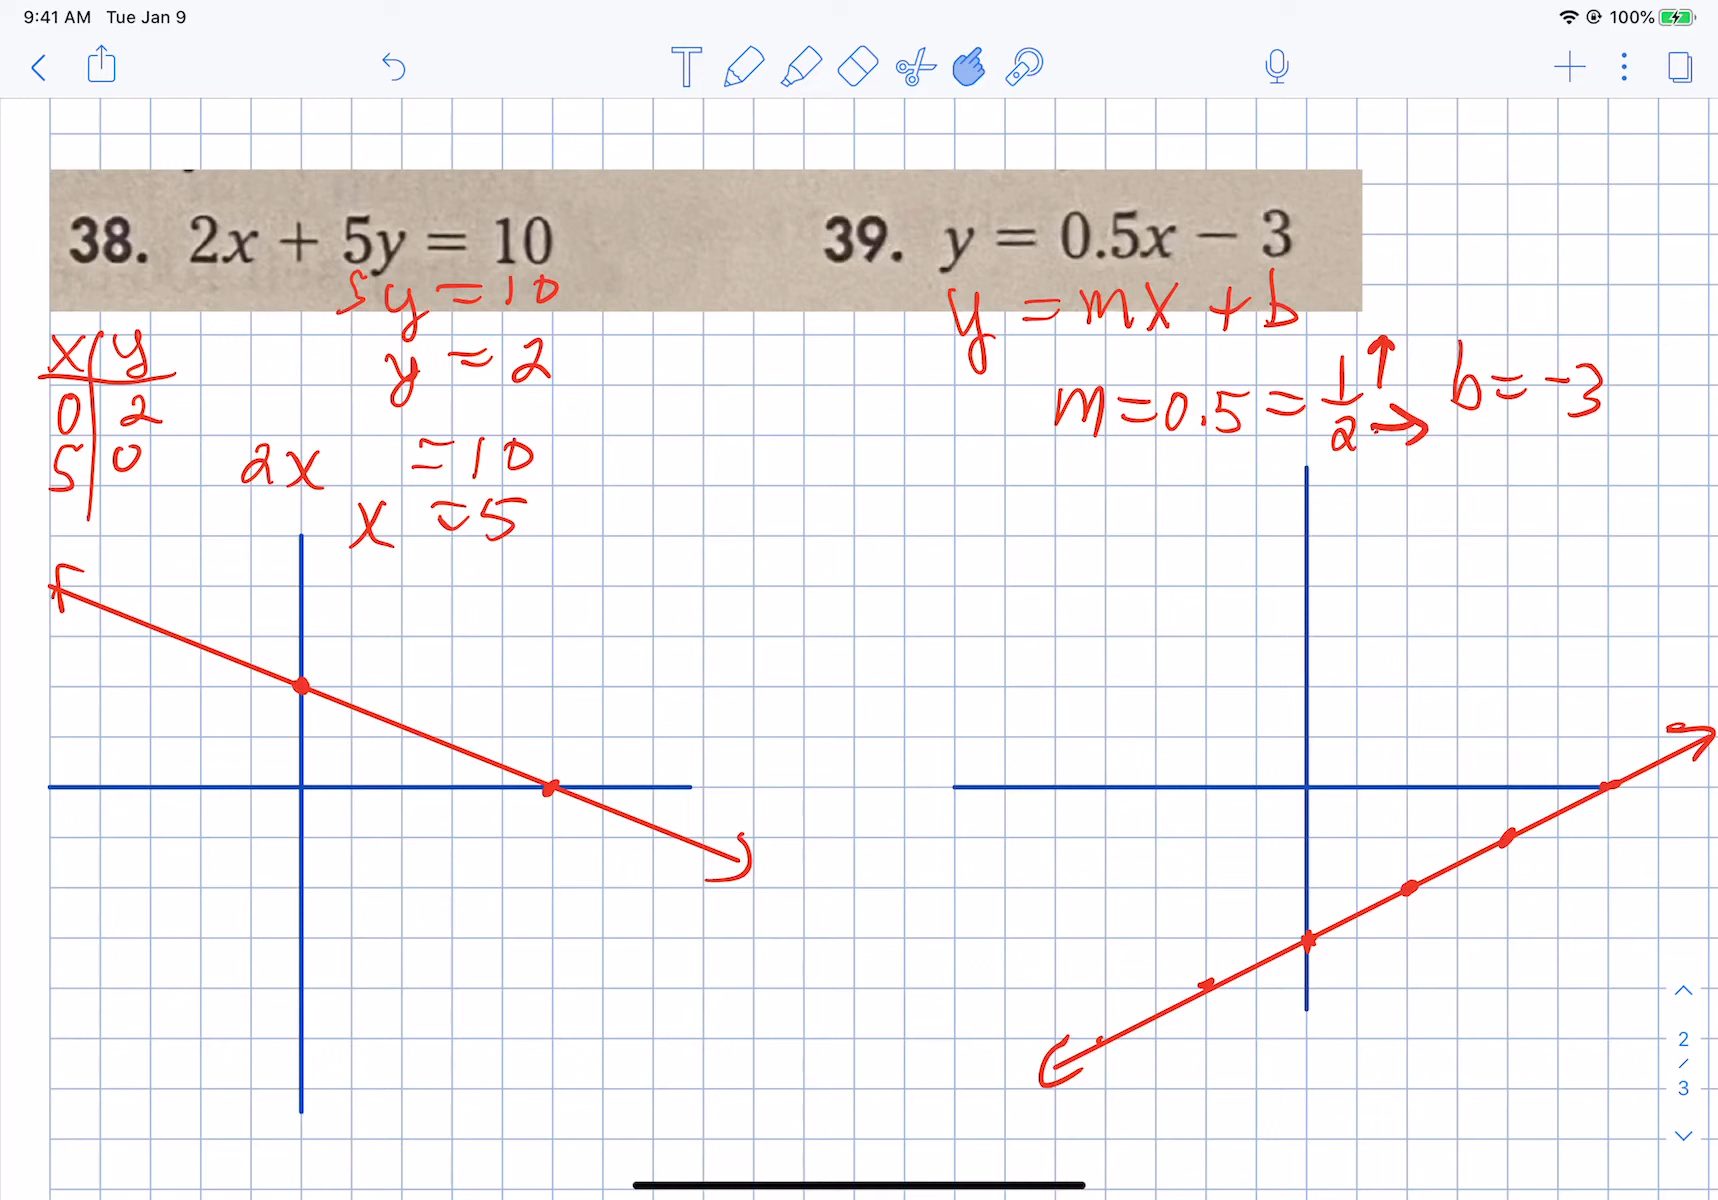 9:41 AM Tue Jan 9
100%
38. 2x + 5y = 10
39. y = 0.5x − 3
5y = 10
y = mx + b
x y
y = 2
m = 0.5 = 1/2
b = -3
0 2
5 0
2x = 10
x = 5
2
/
3